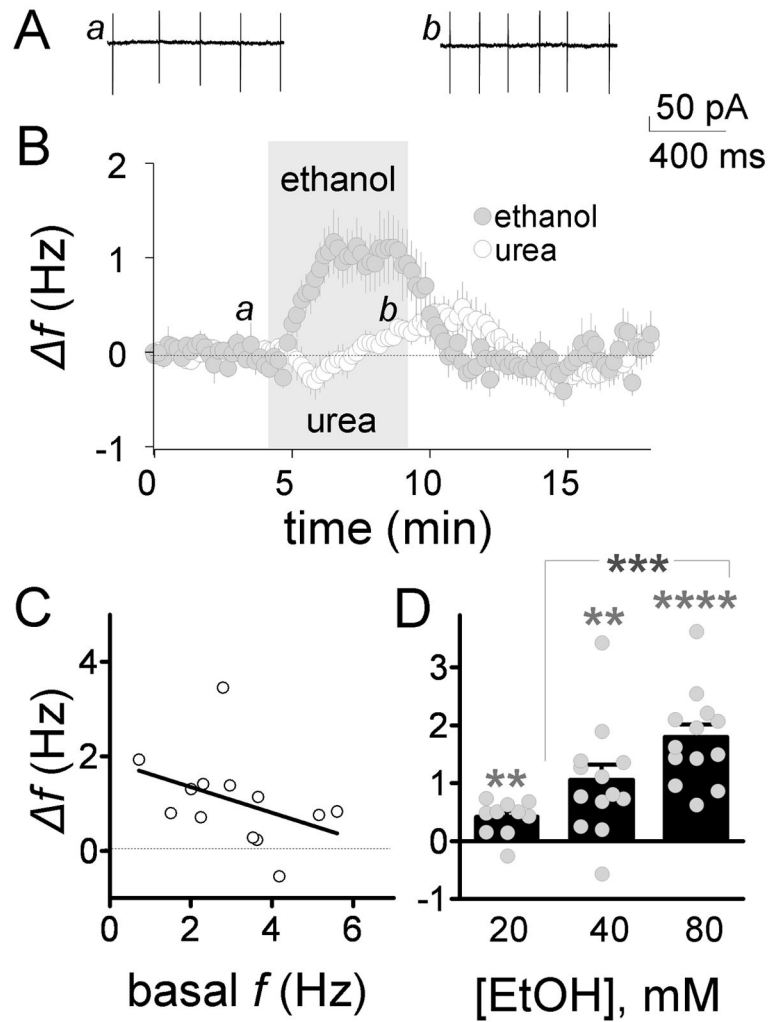 A
a
b
50 pA
400 ms
B
2
1
0
-1
Δf (Hz)
ethanol
urea
a
b
ethanol
urea
0
5
10
15
time (min)
C
4
2
0
Δf (Hz)
0
2
4
6
basal f (Hz)
D
***
**
**
****
3
2
1
0
-1
20
40
80
[EtOH], mM